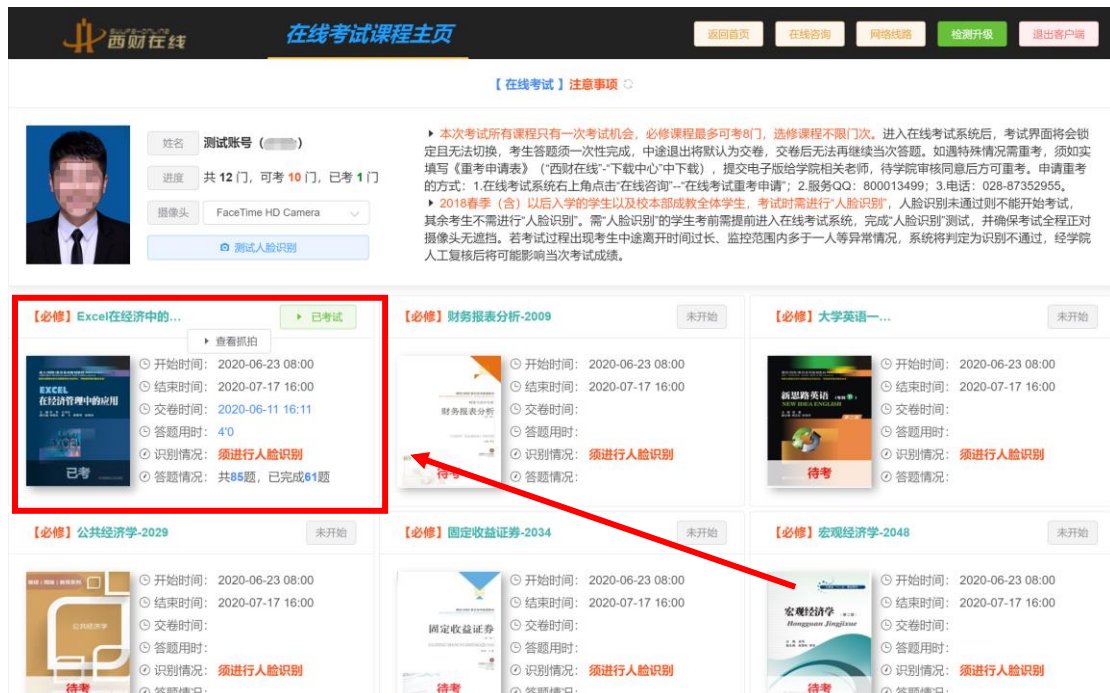 西财在线
在线考试课程主页
返回首页
在线咨询
网络线路
检测升级
退出客户端
【 在线考试 】注意事项
姓名 测试账号（
进度 共 12 门，可考 10 门，已考 1 门
摄像头 FaceTime HD Camera
测试人脸识别
▸ 本次考试所有课程只有一次考试机会，必修课程最多可考8门，选修课程不限门次。进入在线考试系统后，考试界面将会锁
定且无法切换，考生答题须一次性完成，中途退出将默认为交卷，交卷后无法再继续当次答题。如遇特殊情况需重考，须如实
填写《重考申请表》（“西财在线”-“下载中心”中下载），提交电子版给学院相关老师，待学院审核同意后方可重考。申请重考
的方式：1.在线考试系统右上角点击“在线咨询”--“在线考试重考申请”；2.服务QQ：800013499；3.电话：028-87352955。
▸ 2018春季（含）以后入学的学生以及校本部成教全体学生，考试时需进行“人脸识别”，人脸识别未通过则不能开始考试，
其余考生不需进行“人脸识别”。需“人脸识别”的学生考前需提前进入在线考试系统，完成“人脸识别”测试，并确保考试全程正对
摄像头无遮挡。若考试过程出现考生中途离开时间过长、监控范围内多于一人等异常情况，系统将判定为识别不通过，经学院
人工复核后将可能影响当次考试成绩。
【必修】Excel在经济中的...
▸ 已考试
▸ 查看抓拍
EXCEL
在经济管理中的应用
已考
开始时间： 2020-06-23 08:00
结束时间： 2020-07-17 16:00
交卷时间： 2020-06-11 16:11
答题用时： 4'0
识别情况： 须进行人脸识别
答题情况： 共85题，已完成61题
【必修】财务报表分析-2009
未开始
财务报表分析
待考
开始时间： 2020-06-23 08:00
结束时间： 2020-07-17 16:00
交卷时间：
答题用时：
识别情况： 须进行人脸识别
答题情况：
【必修】大学英语一...
未开始
新思路英语
NEW IDEA ENGLISH
待考
开始时间： 2020-06-23 08:00
结束时间： 2020-07-17 16:00
交卷时间：
答题用时：
识别情况： 须进行人脸识别
答题情况：
【必修】公共经济学-2029
未开始
公共经济学
待考
开始时间： 2020-06-23 08:00
结束时间： 2020-07-17 16:00
交卷时间：
答题用时：
识别情况： 须进行人脸识别
答题情况：
【必修】固定收益证券-2034
未开始
固定收益证券
待考
开始时间： 2020-06-23 08:00
结束时间： 2020-07-17 16:00
交卷时间：
答题用时：
识别情况： 须进行人脸识别
答题情况：
【必修】宏观经济学-2048
未开始
宏观经济学
Hongguan Jingjixue
待考
开始时间： 2020-06-23 08:00
结束时间： 2020-07-17 16:00
交卷时间：
答题用时：
识别情况： 须进行人脸识别
答题情况：